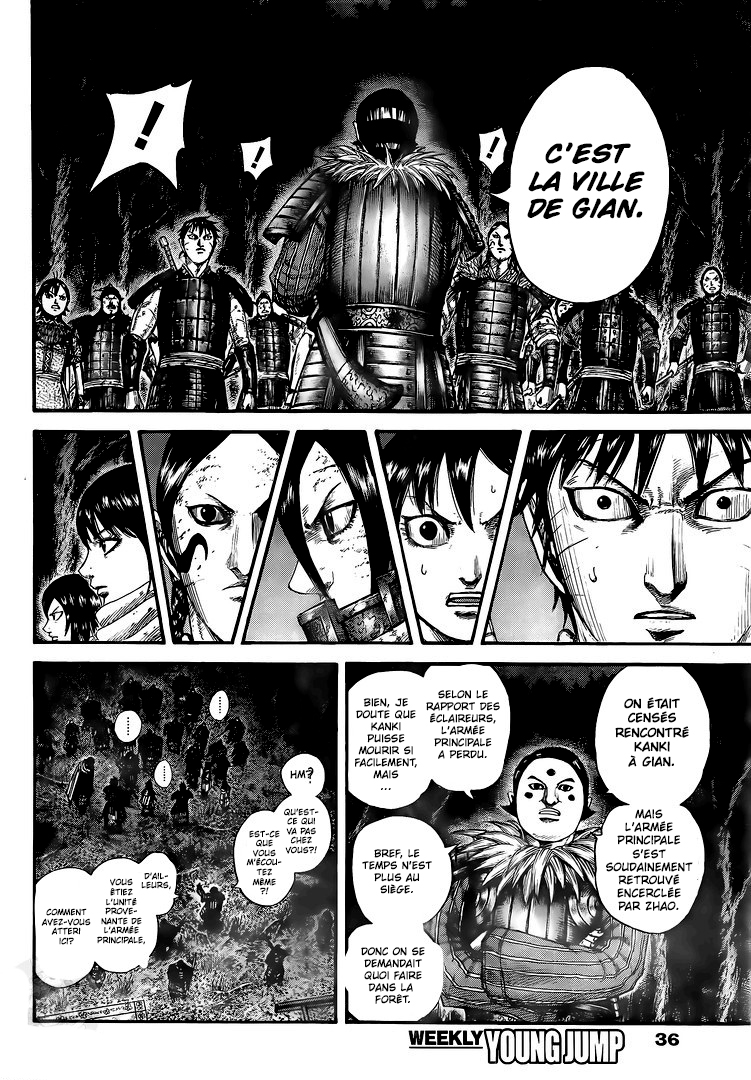 !
!
!
C'EST
LA VILLE
DE GIAN.
ON ÉTAIT
CENSÉS
RENCONTRÉ
KANKI
À GIAN.
MAIS
L'ARMÉE
PRINCIPALE
S'EST
SOUDAINEMENT
RETROUVÉ
ENCERCLÉE
PAR ZHAO.
SELON LE
RAPPORT DES
ÉCLAIREURS,
L'ARMÉE
PRINCIPALE
A PERDU.
BIEN, JE
DOUTE QUE
KANKI
PUISSE
MOURIR SI
FACILEMENT,
MAIS
...
BREF,
LE TEMPS N'EST
PLUS AU
SIÈGE.
DONC ON SE
DEMANDAIT
QUOI FAIRE
DANS LA
FORÊT.
......
......
......
HM?
QU'EST-
CE QUI
VA PAS
CHEZ
VOUS?!
EST-CE
QUE
VOUS
M'ÉCOU-
TEZ
MÊME
?!
D'AIL-
LEURS,
VOUS
ÉTIEZ
L'UNITÉ
PROVE-
NANTE DE
L'ARMÉE
PRINCIPALE,
COMMENT
AVEZ-VOUS
ATTERI
ICI?
WEEKLY YOUNG JUMP 36